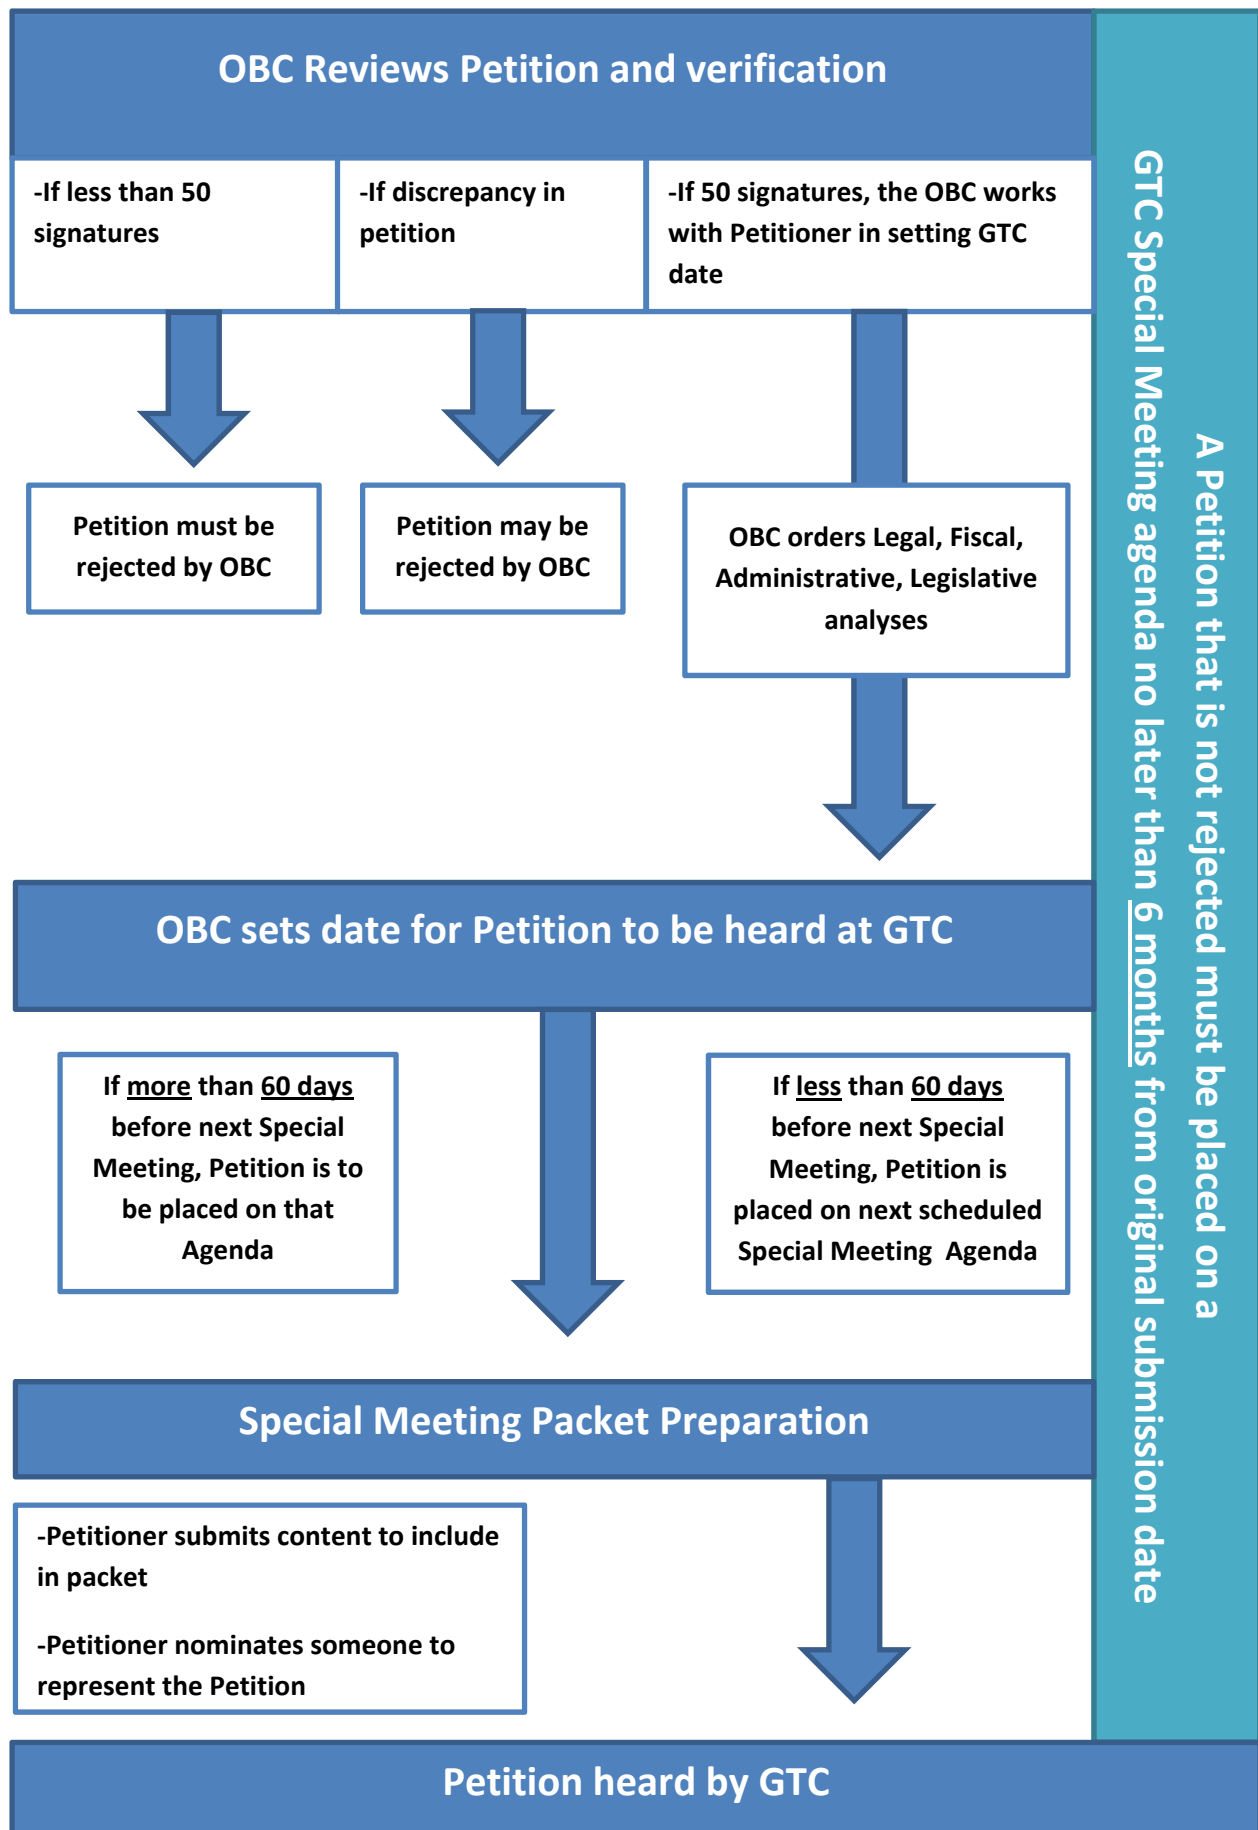 OBC Reviews Petition and verification
-If less than 50
signatures
-If discrepancy in
petition
-If 50 signatures, the OBC works
with Petitioner in setting GTC
date
Petition must be
rejected by OBC
Petition may be
rejected by OBC
OBC orders Legal, Fiscal,
Administrative, Legislative
analyses
OBC sets date for Petition to be heard at GTC
If more than 60 days
before next Special
Meeting, Petition is to
be placed on that
Agenda
If less than 60 days
before next Special
Meeting, Petition is
placed on next scheduled
Special Meeting  Agenda
Special Meeting Packet Preparation
-Petitioner submits content to include
in packet
-Petitioner nominates someone to
represent the Petition
Petition heard by GTC
A Petition that is not rejected must be placed on a
GTC Special Meeting agenda no later than 6 months from original submission date